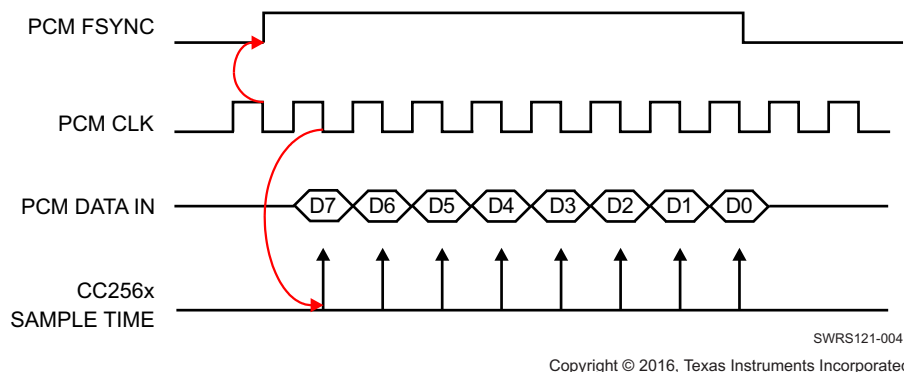 PCM FSYNC
PCM CLK
PCM DATA IN
D7 D6 D5 D4 D3 D2 D1 D0
CC256x
SAMPLE TIME
SWRS121-004
Copyright © 2016, Texas Instruments Incorporated